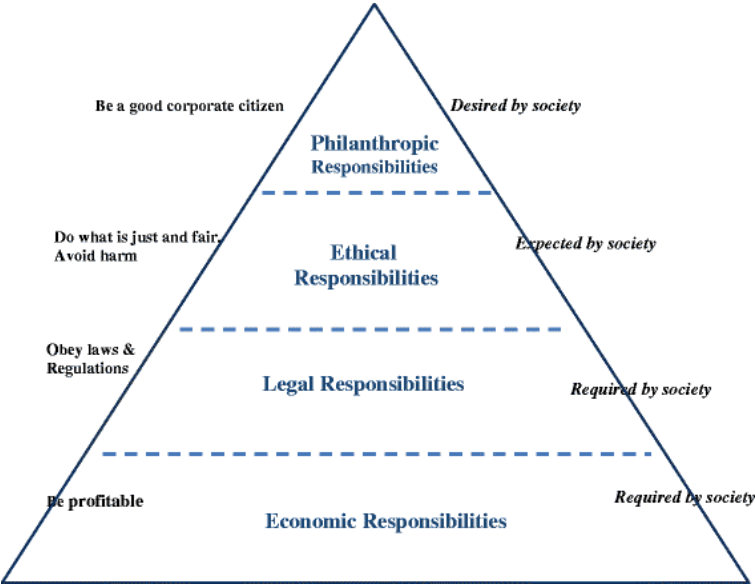 Be a good corporate citizen
Desired by society
Philanthropic
Responsibilities
Do what is just and fair,
Avoid harm
Expected by society
Ethical
Responsibilities
Obey laws &
Regulations
Legal Responsibilities
Required by society
Be profitable
Required by society
Economic Responsibilities